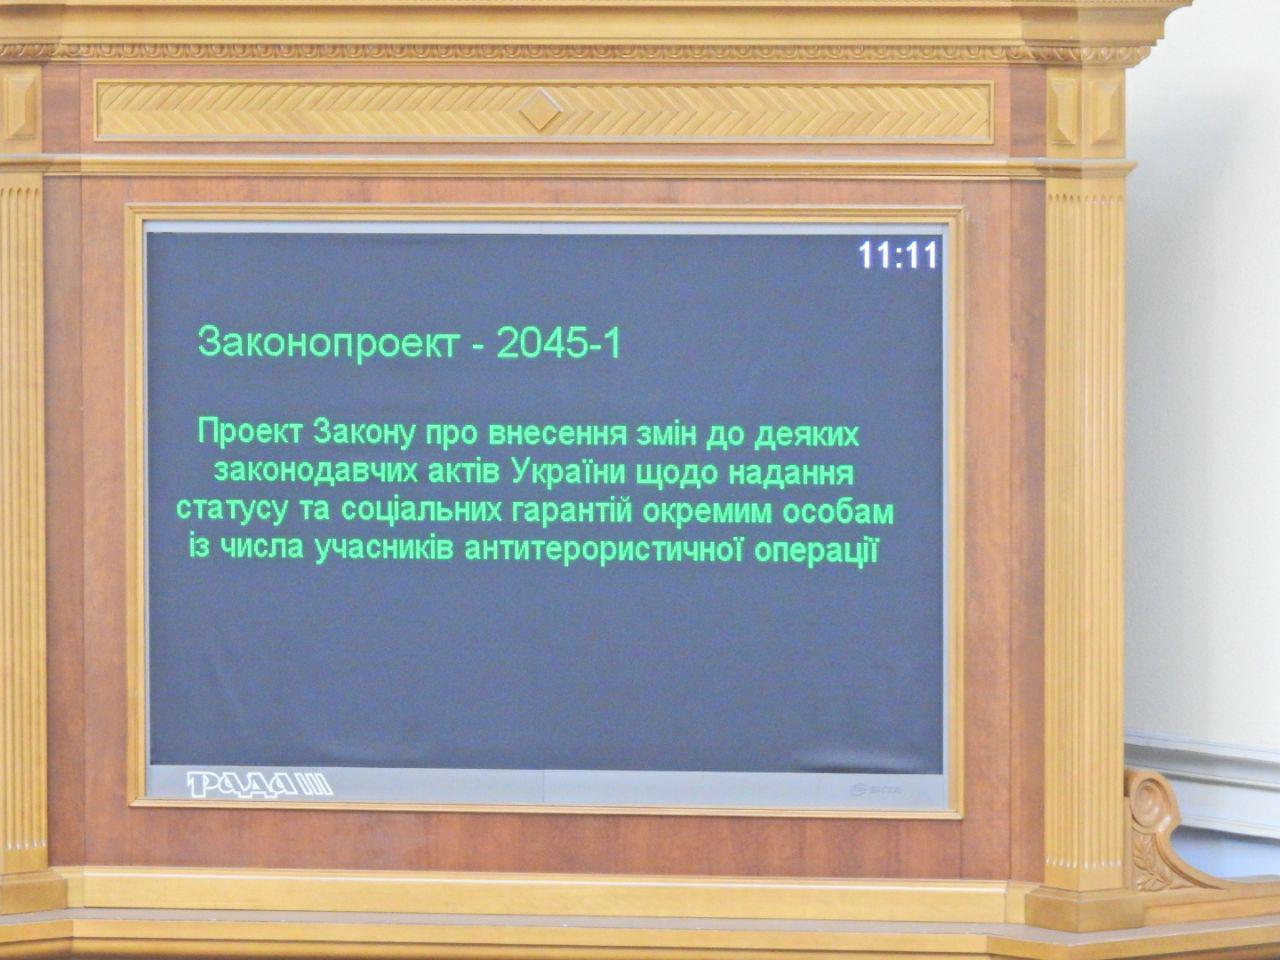 11:11
Законопроект - 2045-1
Проект Закону про внесення змін до деяких
законодавчих актів України щодо надання
статусу та соціальних гарантій окремим особам
із числа учасників антитерористичної операції
рада III